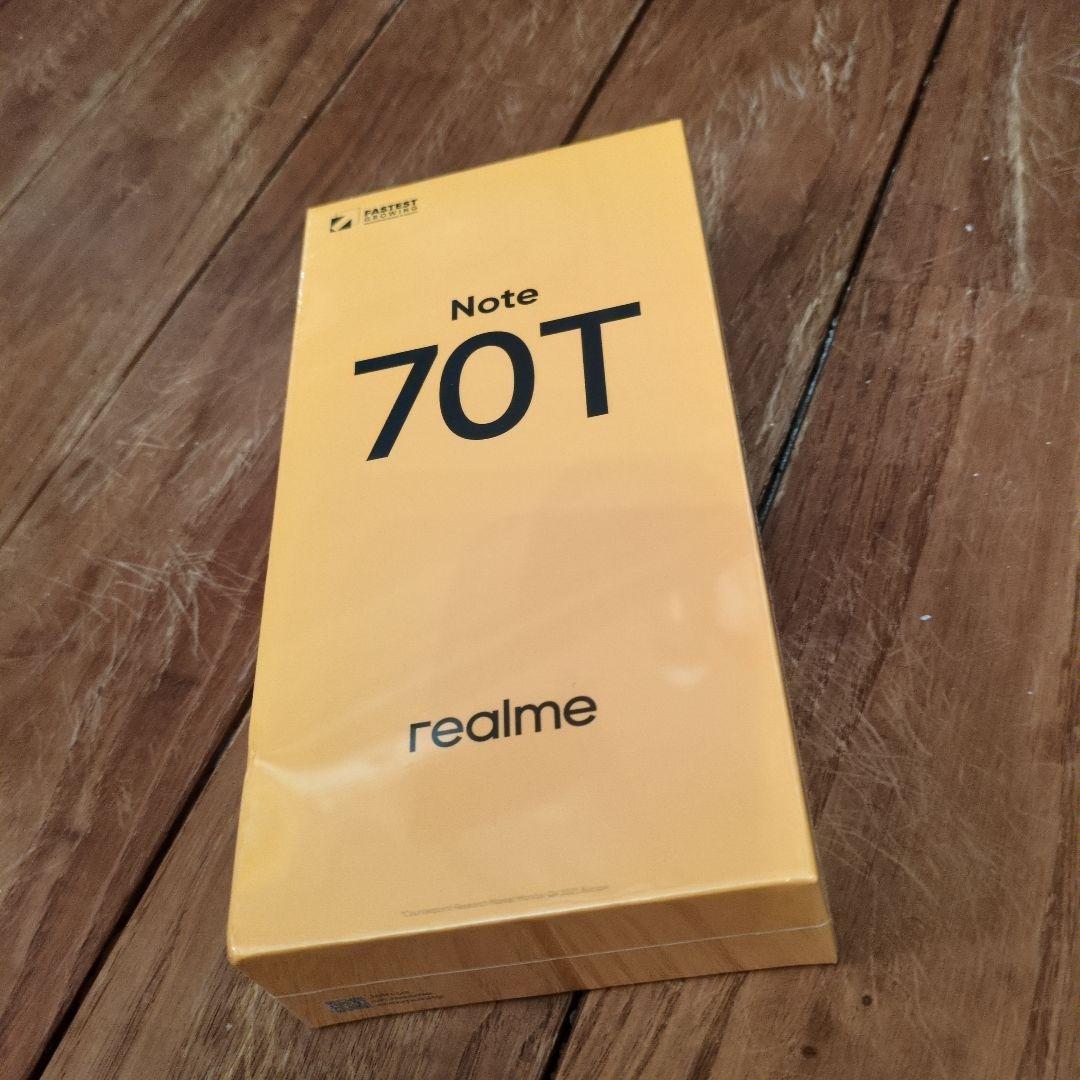 FASTEST
GROWING
Note
70T
realme